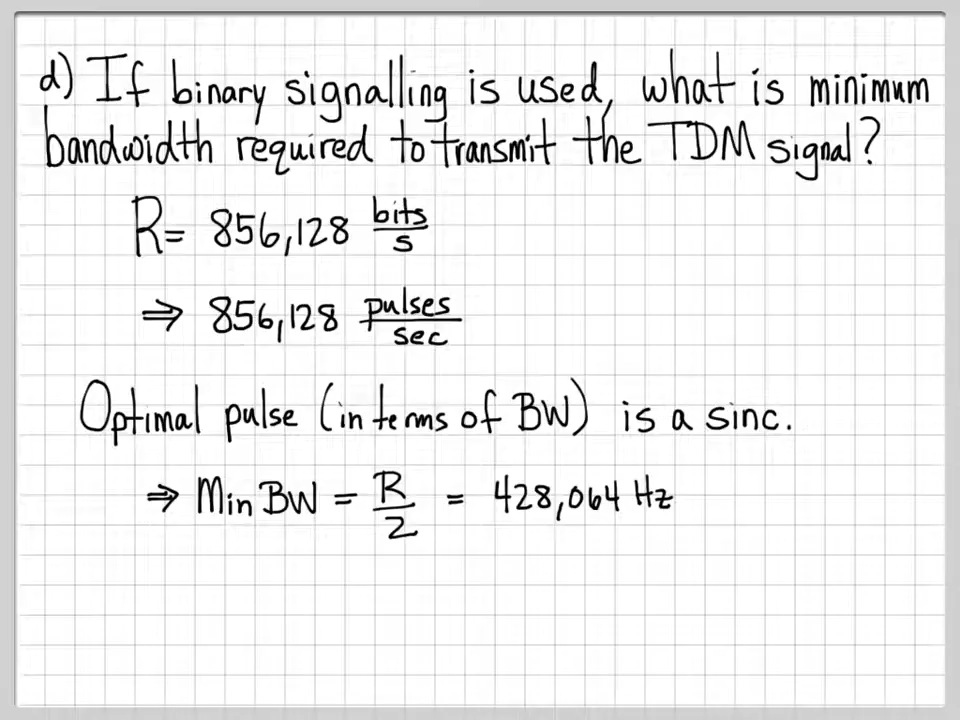 d) If binary signalling is used, what is minimum
bandwidth required to transmit the TDM signal?
R = 856,128 bits/s
⇒ 856,128 pulses/sec
Optimal pulse (in terms of BW) is a sinc.
⇒ Min BW = R/2 = 428,064 Hz